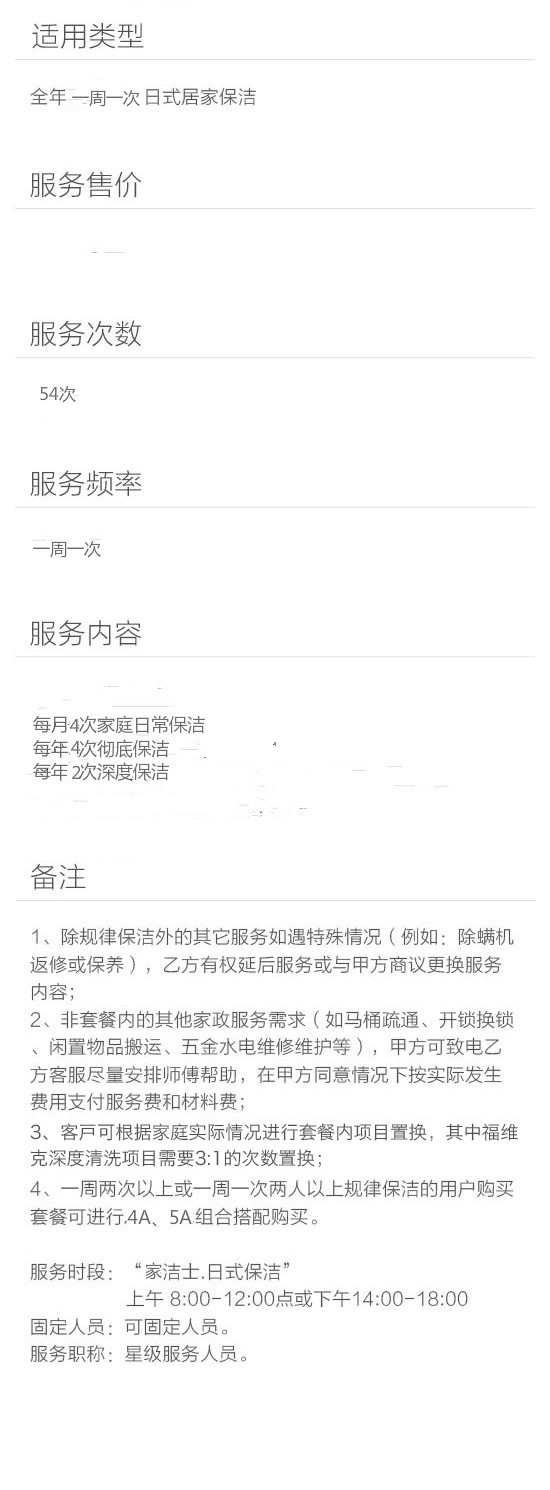 适用类型
全年 一周一次 日式居家保洁
服务售价
服务次数
54次
服务频率
一周一次
服务内容
每月4次家庭日常保洁
每年4次彻底保洁
每年 2次深度保洁
备注
1、除规律保洁外的其它服务如遇特殊情况（例如：除螨机
返修或保养），乙方有权延后服务或与甲方商议更换服务
内容；
2、非套餐内的其他家政服务需求（如马桶疏通、开锁换锁
、闲置物品搬运、五金水电维修维护等），甲方可致电乙
方客服尽量安排师傅帮助，在甲方同意情况下按实际发生
费用支付服务费和材料费；
3、客戸可根据家庭实际情况进行套餐内项目置换，其中福维
克深度清洗项目需要3:1的次数置换；
4、一周两次以上或一周一次两人以上规律保洁的用户购买
套餐可进行.4A、5A组合搭配购买。
服务时段：“家洁士.日式保洁”
上午 8:00-12:00点或下午14:00-18:00
固定人员：可固定人员。
服务职称：星级服务人员。